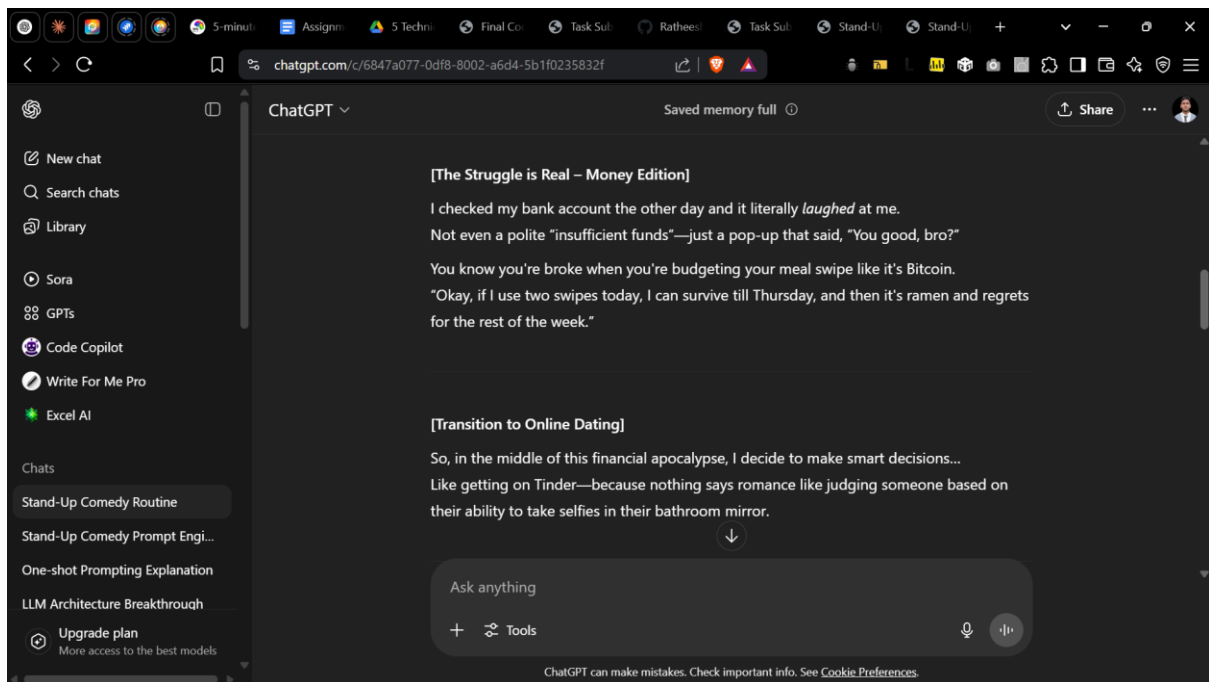 5-minut
Assignm
5 Techni
Final Co
Task Sub
Rathees
Task Sub
Stand-U
Stand-U
chatgpt.com/c/6847a077-0df8-8002-a6d4-5b1f0235832f
ChatGPT
Saved memory full
Share
New chat
Search chats
Library
Sora
GPTs
Code Copilot
Write For Me Pro
Excel AI
Chats
Stand-Up Comedy Routine
Stand-Up Comedy Prompt Engi...
One-shot Prompting Explanation
LLM Architecture Breakthrough
Upgrade plan
More access to the best models
[The Struggle is Real – Money Edition]
I checked my bank account the other day and it literally laughed at me.
Not even a polite “insufficient funds”—just a pop-up that said, “You good, bro?”
You know you're broke when you're budgeting your meal swipe like it's Bitcoin.
“Okay, if I use two swipes today, I can survive till Thursday, and then it's ramen and regrets
for the rest of the week.”
[Transition to Online Dating]
So, in the middle of this financial apocalypse, I decide to make smart decisions...
Like getting on Tinder—because nothing says romance like judging someone based on
their ability to take selfies in their bathroom mirror.
Ask anything
Tools
ChatGPT can make mistakes. Check important info. See Cookie Preferences.